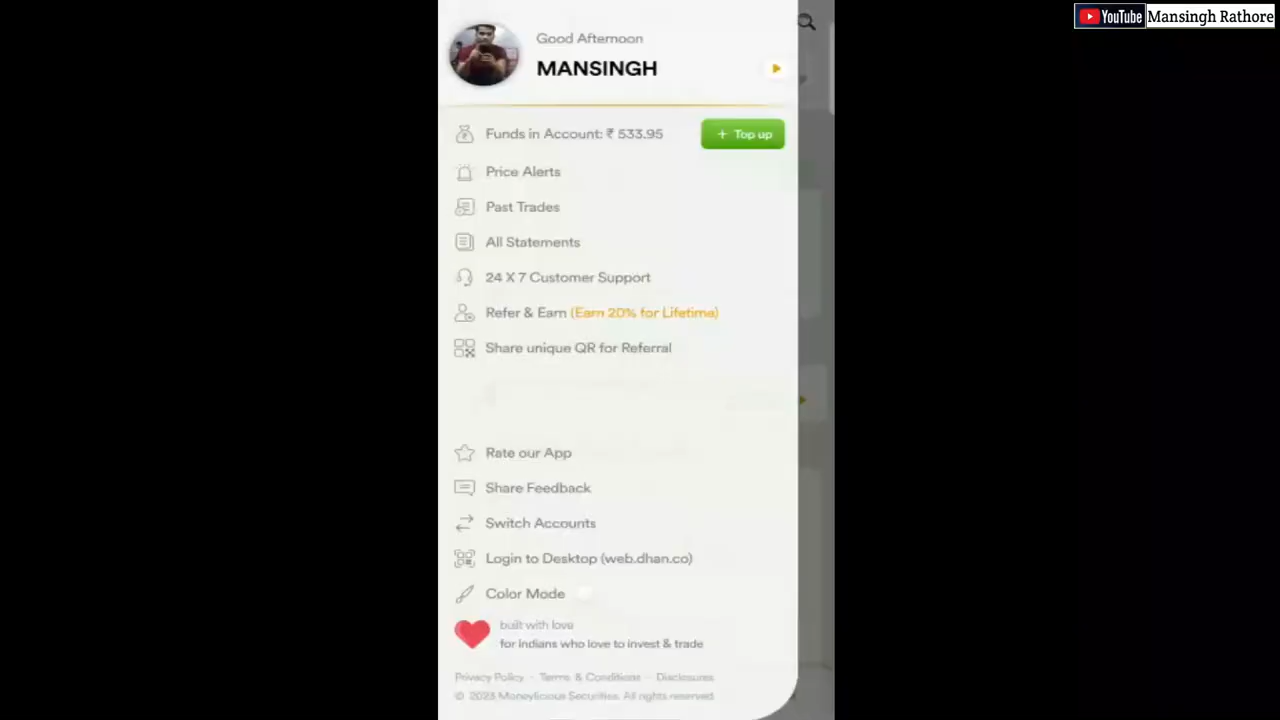 YouTube Mansingh Rathore
Good Afternoon
MANSINGH
Funds in Account: ₹ 533.95
+ Top up
Price Alerts
Past Trades
All Statements
24 X 7 Customer Support
Refer & Earn (Earn 20% for Lifetime)
Share unique QR for Referral
Rate our App
Share Feedback
Switch Accounts
Login to Desktop (web.dhan.co)
Color Mode
built with love
for indians who love to invest & trade
Privacy Policy - Terms & Conditions - Disclosures
© 2023 Moneylicious Securities. All rights reserved